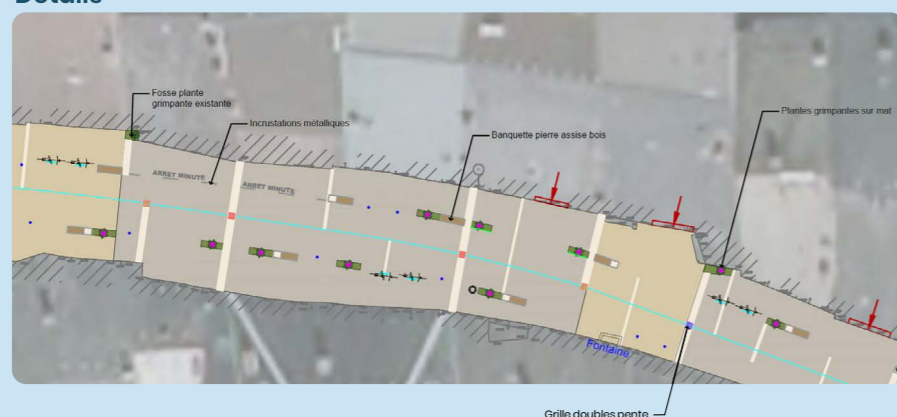 Détails
Fosse plante
grimpante existante
Incrustations métalliques
Banquette pierre assise bois
Plantes grimpantes sur mat
ARRET MINUTE
ARRET MINUTE
Fontaine
Grille doubles pente